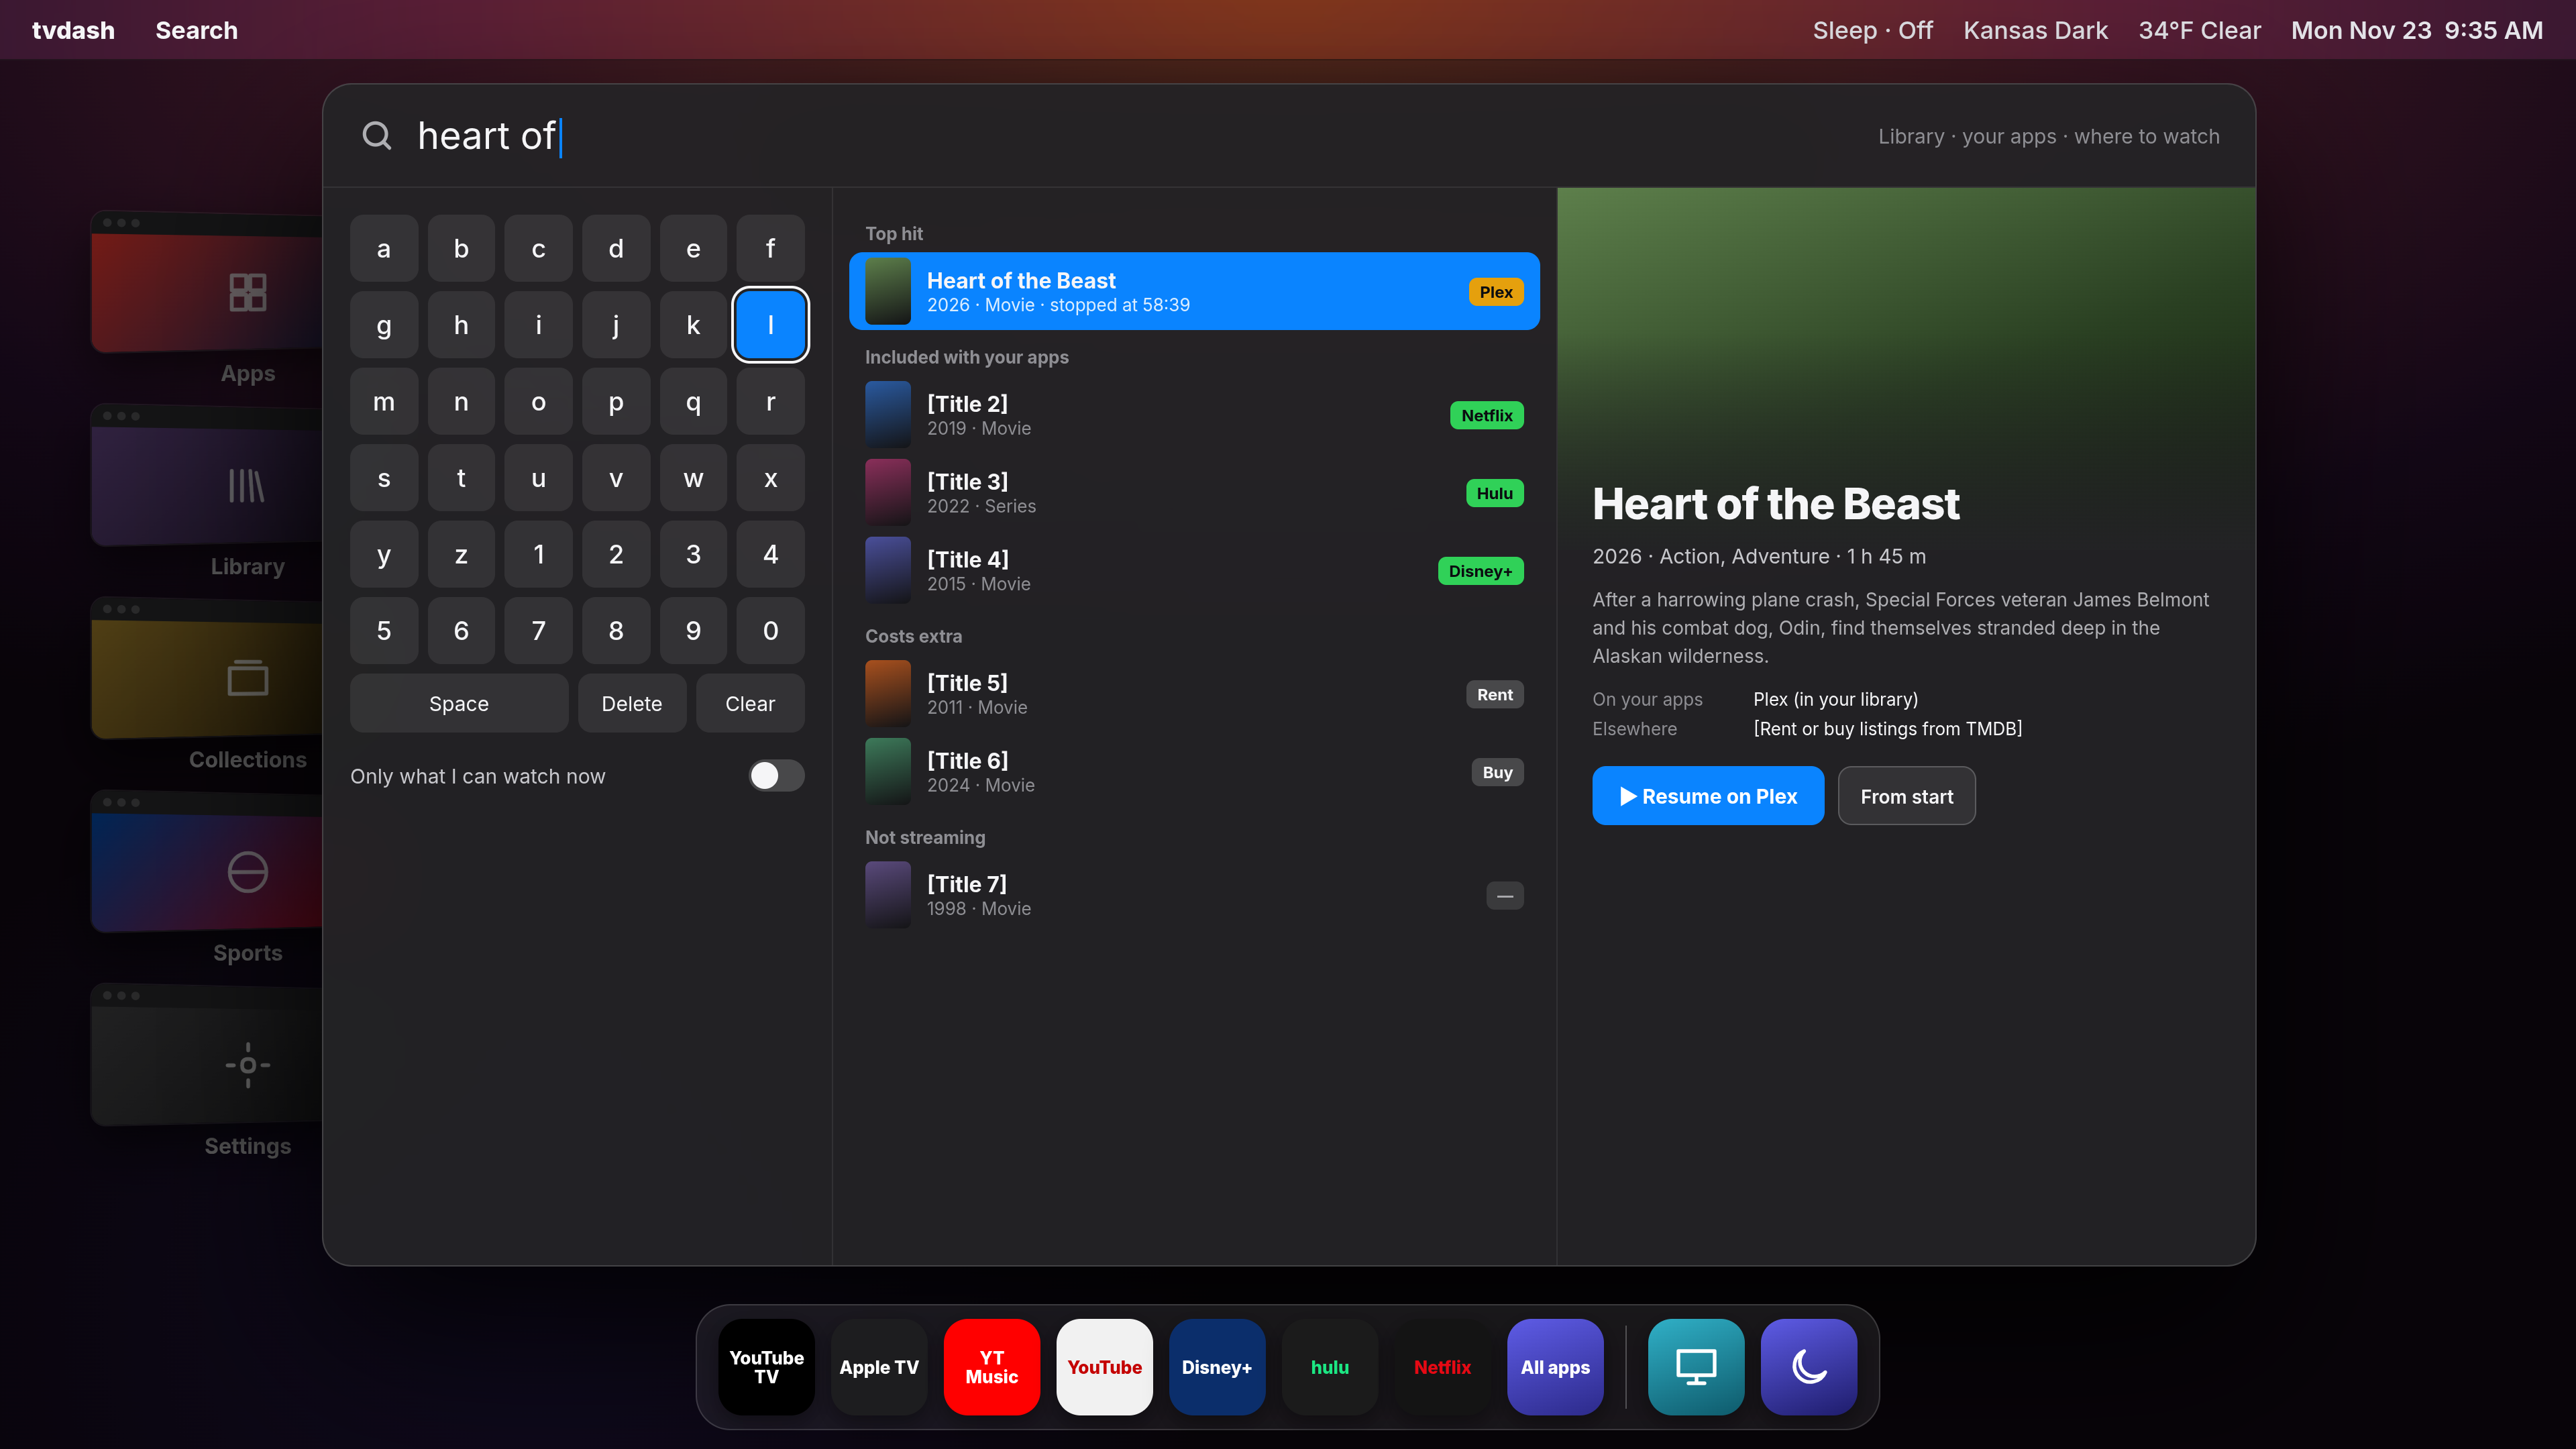 tvdash Search Sleep · Off Kansas Dark 34°F Clear Mon Nov 23 9:35 AM
heart of
Library · your apps · where to watch
Apps
Library
Collections
Sports
Settings
a b c d e f
g h i j k l
m n o p q r
s t u v w x
y z 1 2 3 4
5 6 7 8 9 0
Space Delete Clear
Only what I can watch now
Top hit
Heart of the Beast
2026 · Movie · stopped at 58:39
Plex
Included with your apps
[Title 2]
2019 · Movie
Netflix
[Title 3]
2022 · Series
Hulu
[Title 4]
2015 · Movie
Disney+
Costs extra
[Title 5]
2011 · Movie
Rent
[Title 6]
2024 · Movie
Buy
Not streaming
[Title 7]
1998 · Movie
—
Heart of the Beast
2026 · Action, Adventure · 1 h 45 m
After a harrowing plane crash, Special Forces veteran James Belmont
and his combat dog, Odin, find themselves stranded deep in the
Alaskan wilderness.
On your apps Plex (in your library)
Elsewhere [Rent or buy listings from TMDB]
▶ Resume on Plex From start
YouTube
TV
Apple TV
YT
Music
YouTube
Disney+
hulu
Netflix
All apps